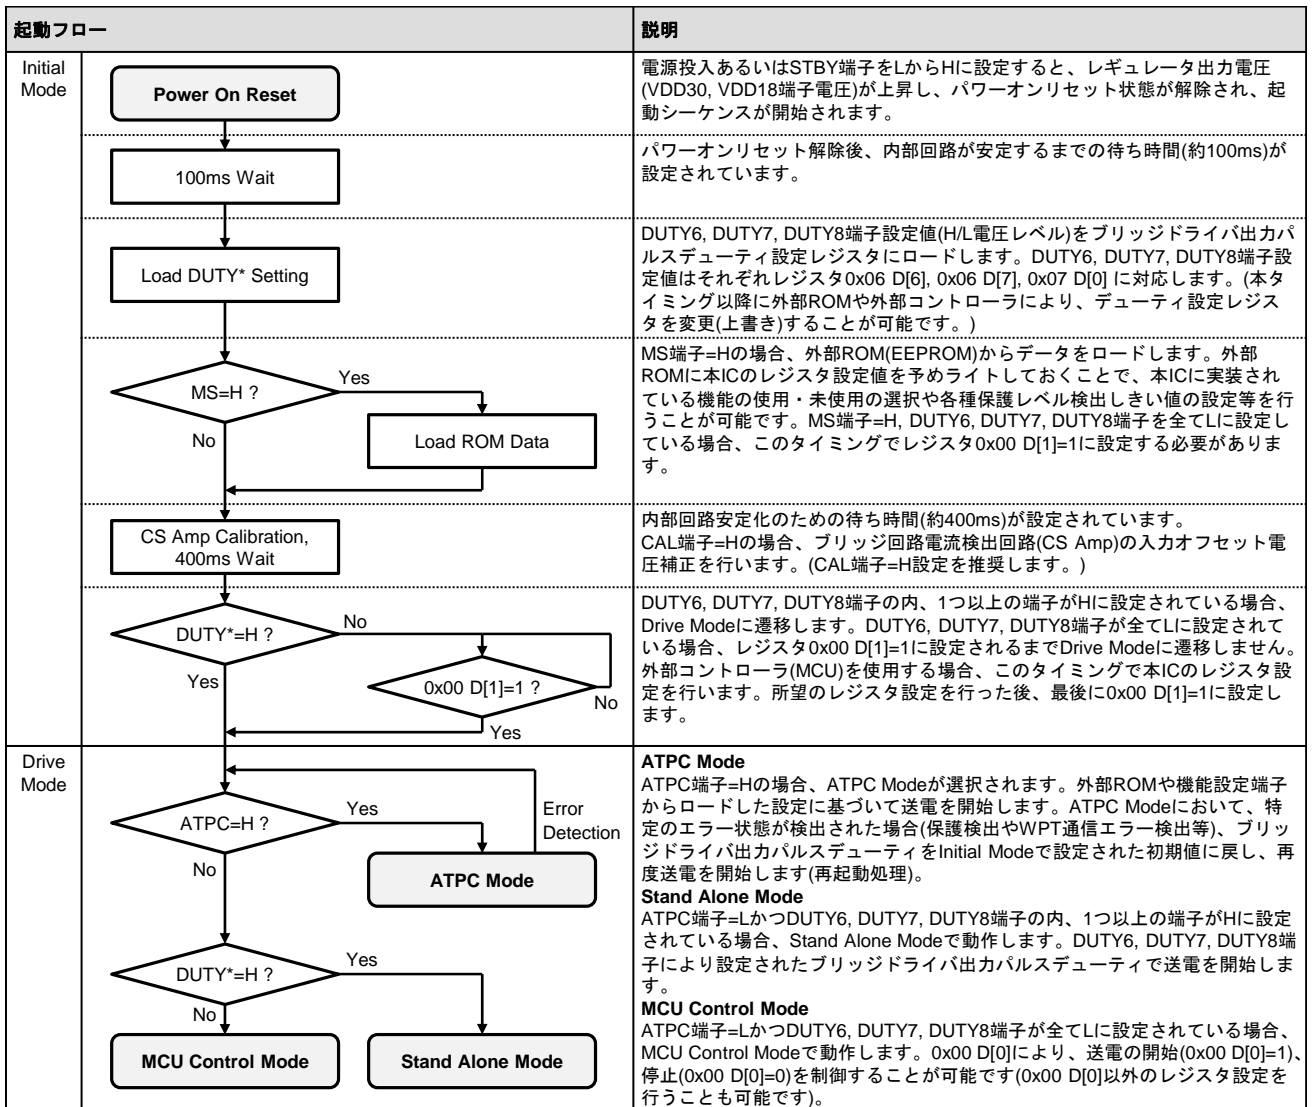 起動フロー
説明
Initial
Mode
Power On Reset
電源投入あるいはSTBY端子をLからHに設定すると、レギュレータ出力電圧
(VDD30, VDD18端子電圧)が上昇し、パワーオンリセット状態が解除され、起
動シーケンスが開始されます。
100ms Wait
パワーオンリセット解除後、内部回路が安定するまでの待ち時間(約100ms)が
設定されています。
Load DUTY* Setting
DUTY6, DUTY7, DUTY8端子設定値(H/L電圧レベル)をブリッジドライバ出力パ
ルスデューティ設定レジスタにロードします。DUTY6, DUTY7, DUTY8端子設
定値はそれぞれレジスタ0x06 D[6], 0x06 D[7], 0x07 D[0] に対応します。(本タ
イミング以降に外部ROMや外部コントローラにより、デューティ設定レジス
タを変更(上書き)することが可能です。)
MS=H ?
Yes
No
Load ROM Data
MS端子=Hの場合、外部ROM(EEPROM)からデータをロードします。外部
ROMに本ICのレジスタ設定値を予めライトしておくことで、本ICに実装され
ている機能の使用・未使用の選択や各種保護レベル検出しきい値の設定等を行
うことが可能です。MS端子=H, DUTY6, DUTY7, DUTY8端子を全てLに設定し
ている場合、このタイミングでレジスタ0x00 D[1]=1に設定する必要がありま
す。
CS Amp Calibration,
400ms Wait
内部回路安定化のための待ち時間(約400ms)が設定されています。
CAL端子=Hの場合、ブリッジ回路電流検出回路(CS Amp)の入力オフセット電
圧補正を行います。(CAL端子=H設定を推奨します。)
DUTY*=H ?
No
Yes
0x00 D[1]=1 ?
No
Yes
DUTY6, DUTY7, DUTY8端子の内、1つ以上の端子がHに設定されている場合、
Drive Modeに遷移します。DUTY6, DUTY7, DUTY8端子が全てLに設定されて
いる場合、レジスタ0x00 D[1]=1に設定されるまでDrive Modeに遷移しません。
外部コントローラ(MCU)を使用する場合、このタイミングで本ICのレジスタ設
定を行います。所望のレジスタ設定を行った後、最後に0x00 D[1]=1に設定し
ます。
Drive
Mode
ATPC=H ?
Yes
No
Error
Detection
ATPC Mode
DUTY*=H ?
Yes
No
MCU Control Mode
Stand Alone Mode
ATPC Mode
ATPC端子=Hの場合、ATPC Modeが選択されます。外部ROMや機能設定端子
からロードした設定に基づいて送電を開始します。ATPC Modeにおいて、特
定のエラー状態が検出された場合(保護検出やWPT通信エラー検出等)、ブリッ
ジドライバ出力パルスデューティをInitial Modeで設定された初期値に戻し、再
度送電を開始します(再起動処理)。
Stand Alone Mode
ATPC端子=LかつDUTY6, DUTY7, DUTY8端子の内、1つ以上の端子がHに設定
されている場合、Stand Alone Modeで動作します。DUTY6, DUTY7, DUTY8端
子により設定されたブリッジドライバ出力パルスデューティで送電を開始しま
す。
MCU Control Mode
ATPC端子=LかつDUTY6, DUTY7, DUTY8端子が全てLに設定されている場合、
MCU Control Modeで動作します。0x00 D[0]により、送電の開始(0x00 D[0]=1)、
停止(0x00 D[0]=0)を制御することが可能です(0x00 D[0]以外のレジスタ設定を
行うことも可能です)。